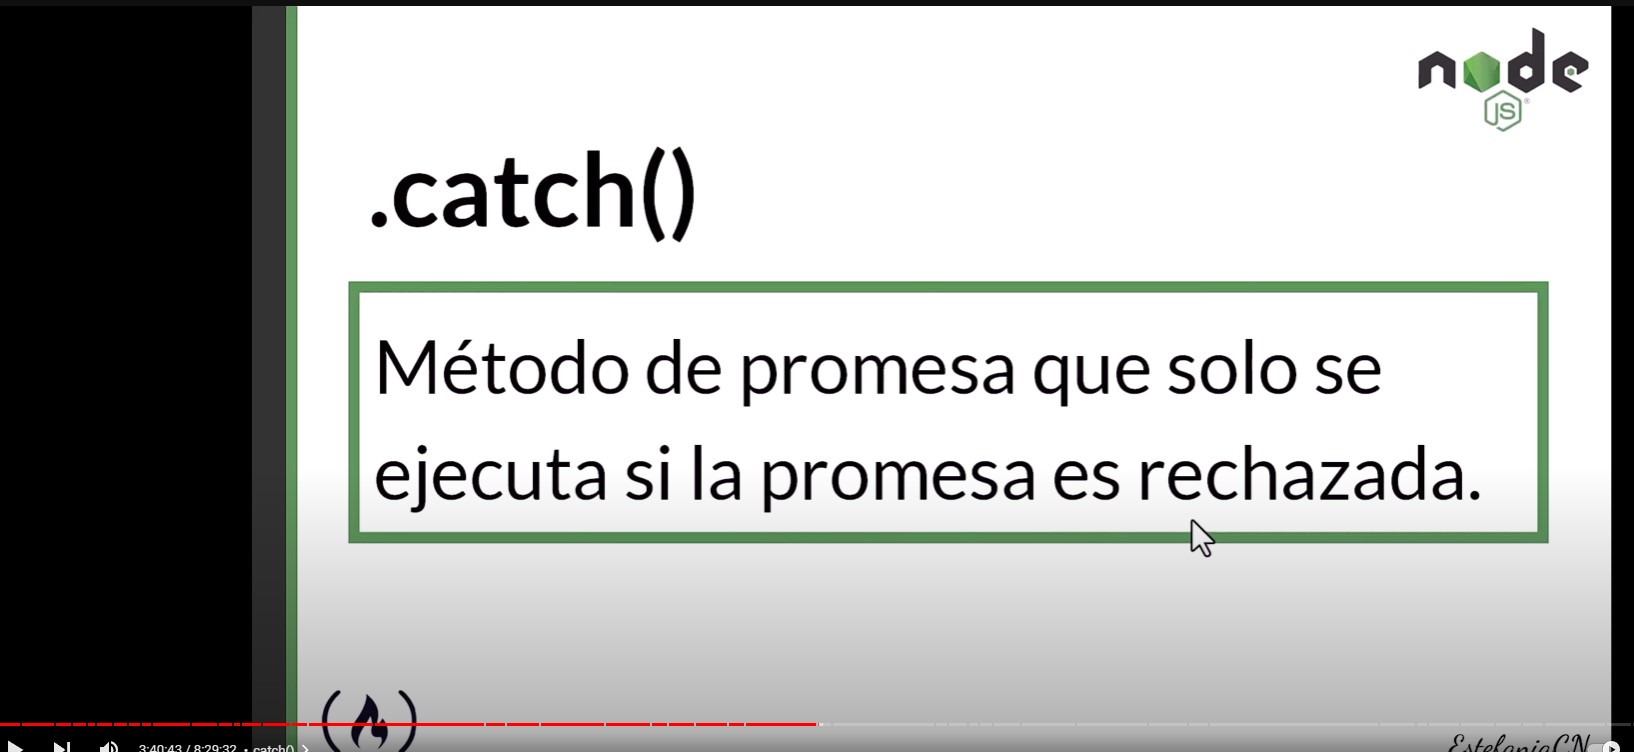 node
JS
.catch()
Método de promesa que solo se
ejecuta si la promesa es rechazada.
EstefaniaCN
3:40:43 / 8:29:32 • catch() >